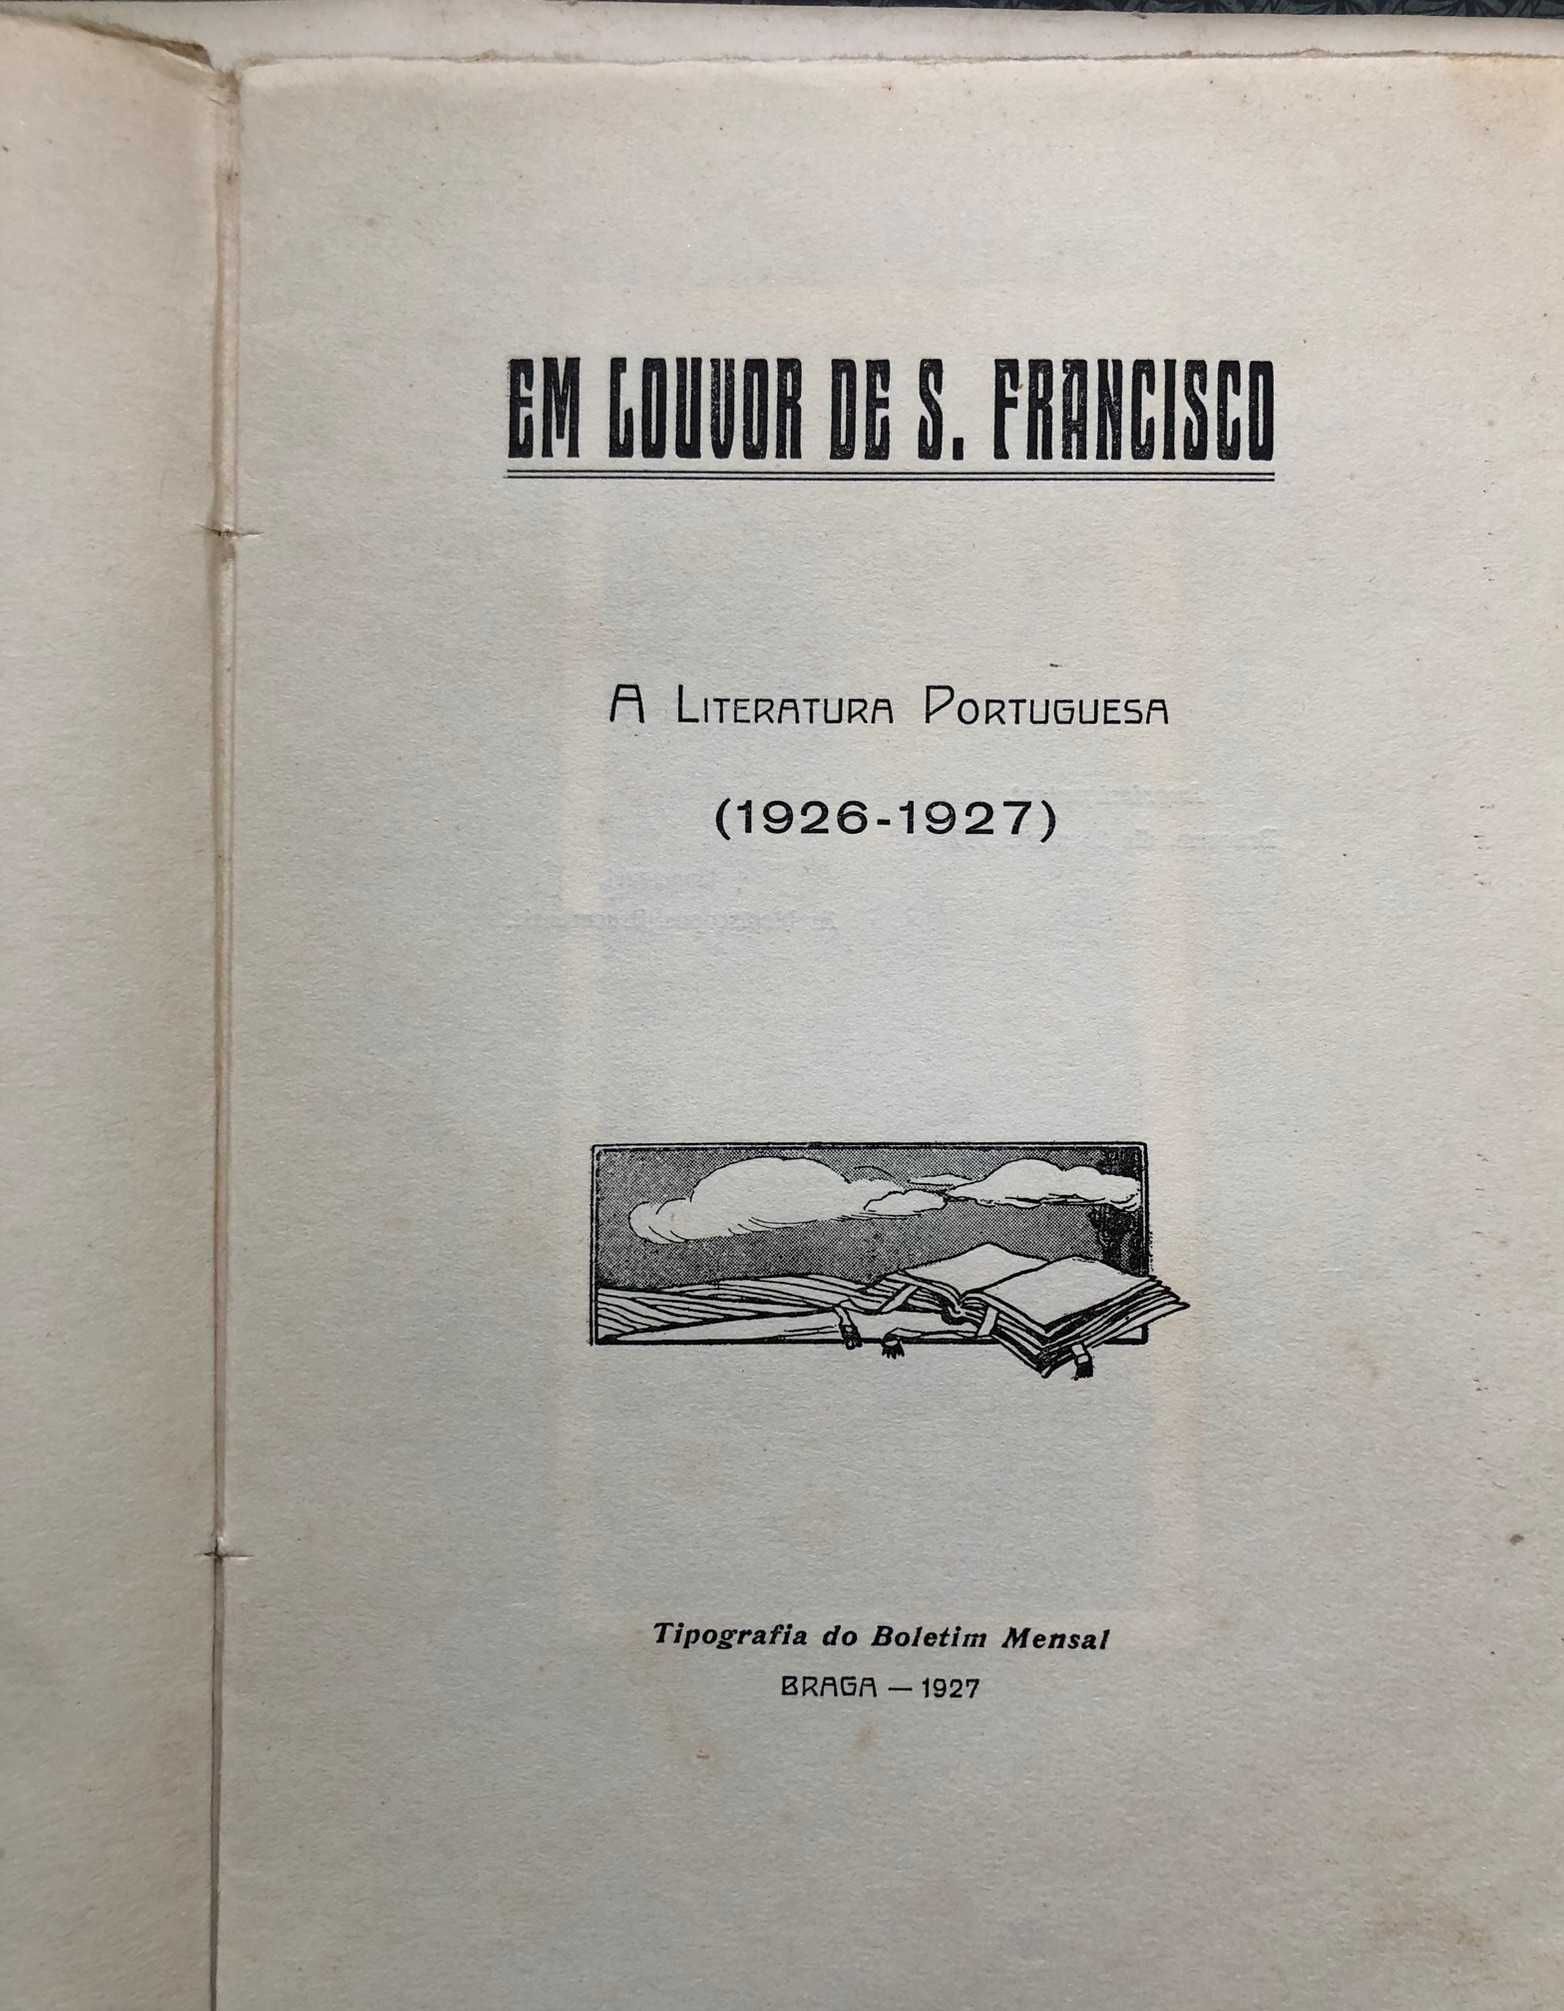 EM LOUVOR DE S. FRANCISCO
A LITERATURA PORTUGUESA
(1926-1927)
Tipografia do Boletim Mensal
BRAGA — 1927